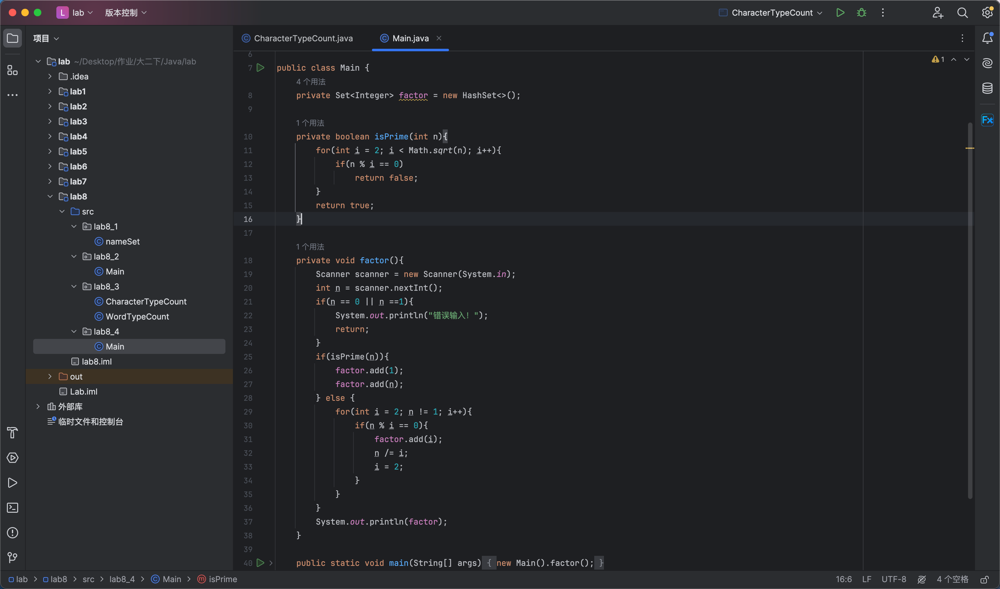 L lab 版本控制 CharacterTypeCount
项目
lab ~/Desktop/作业/大二下/Java/lab
.idea
lab1
lab2
lab3
lab4
lab5
lab6
lab7
lab8
src
lab8_1
nameSet
lab8_2
Main
lab8_3
CharacterTypeCount
WordTypeCount
lab8_4
Main
lab8.iml
out
Lab.iml
外部库
临时文件和控制台
CharacterTypeCount.java Main.java
1
6
7 public class Main {
4 个用法
8 private Set<Integer> factor = new HashSet<>();
9
1 个用法
10 private boolean isPrime(int n){
11 for(int i = 2; i < Math.sqrt(n); i++){
12 if(n % i == 0)
13 return false;
14 }
15 return true;
16 }
17
1 个用法
18 private void factor(){
19 Scanner scanner = new Scanner(System.in);
20 int n = scanner.nextInt();
21 if(n == 0 || n ==1){
22 System.out.println("错误输入！");
23 return;
24 }
25 if(isPrime(n)){
26 factor.add(1);
27 factor.add(n);
28 } else {
29 for(int i = 2; n != 1; i++){
30 if(n % i == 0){
31 factor.add(i);
32 n /= i;
33 i = 2;
34 }
35 }
36 }
37 System.out.println(factor);
38 }
39
40 public static void main(String[] args) { new Main().factor(); }
Fx
lab > lab8 > src > lab8_4 > Main > isPrime
16:6 LF UTF-8 4 个空格